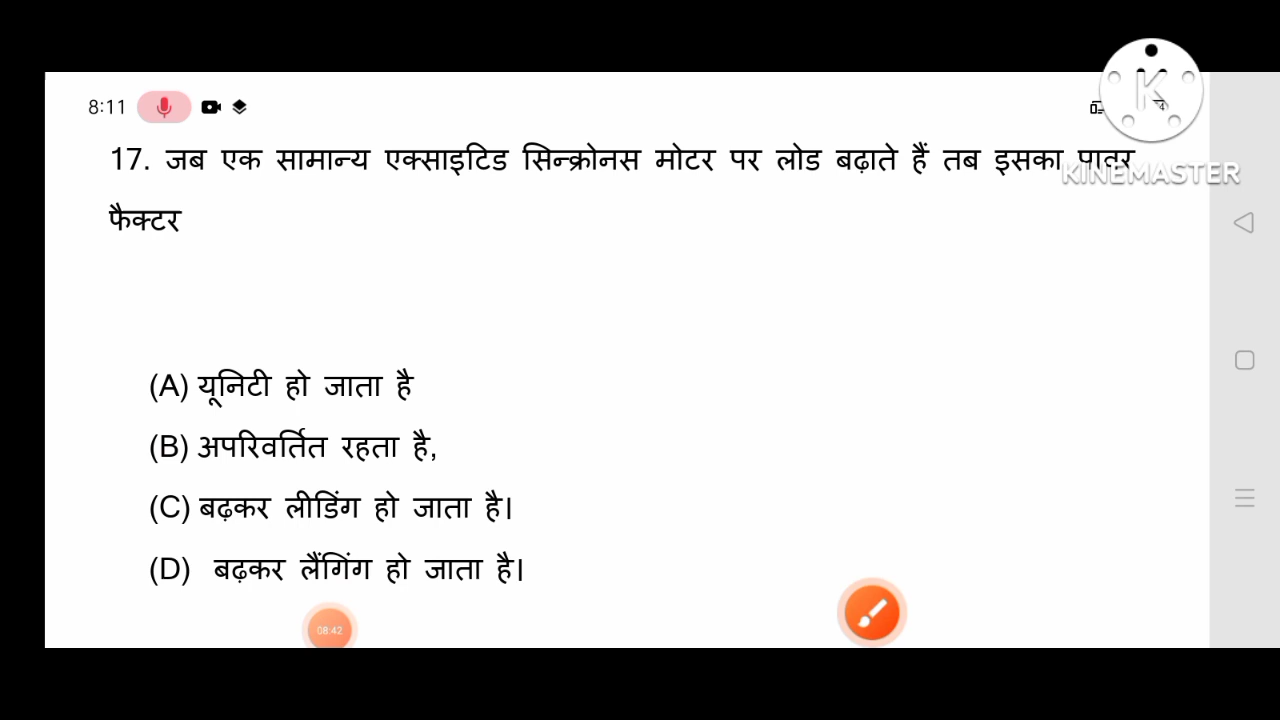 8:11
17. जब एक सामान्य एक्साइटिड सिन्क्रोनस मोटर पर लोड बढ़ाते हैं तब इसका पावर
KINEMASTER
फैक्टर
(A) यूनिटी हो जाता है
(B) अपरिवर्तित रहता है,
(C) बढ़कर लीडिंग हो जाता है।
(D) बढ़कर लैंगिंग हो जाता है।
08:42